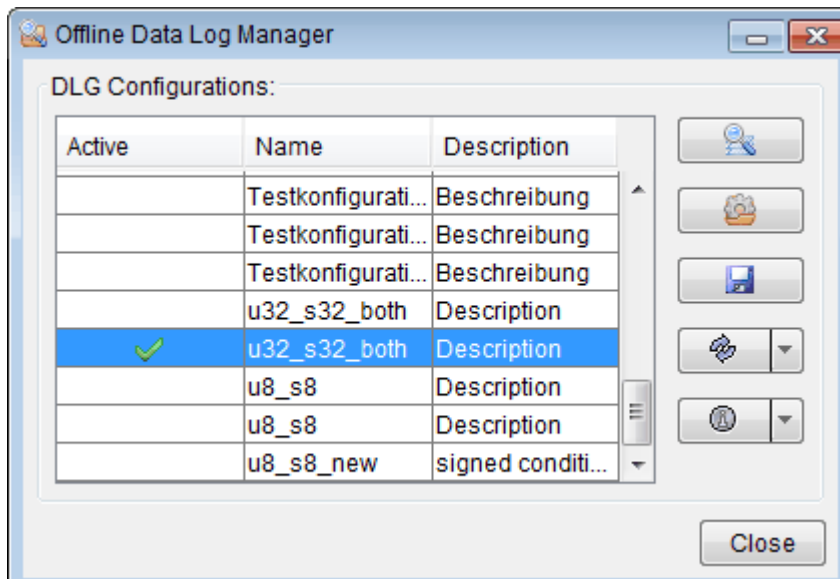 Offline Data Log Manager
DLG Configurations:
Active Name Description
Testkonfigurati... Beschreibung
Testkonfigurati... Beschreibung
Testkonfigurati... Beschreibung
u32_s32_both Description
u32_s32_both Description
u8_s8 Description
u8_s8 Description
u8_s8_new signed conditi...
Close